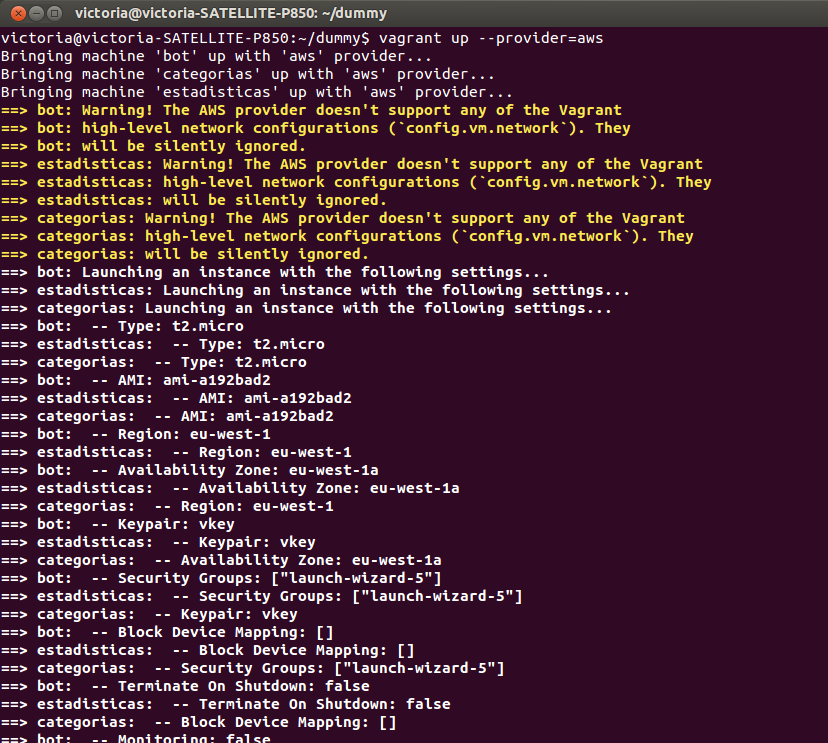 victoria@victoria-SATELLITE-P850: ~/dummy
victoria@victoria-SATELLITE-P850:~/dummy$ vagrant up --provider=aws
Bringing machine 'bot' up with 'aws' provider...
Bringing machine 'categorias' up with 'aws' provider...
Bringing machine 'estadisticas' up with 'aws' provider...
==> bot: Warning! The AWS provider doesn't support any of the Vagrant
==> bot: high-level network configurations (`config.vm.network`). They
==> bot: will be silently ignored.
==> estadisticas: Warning! The AWS provider doesn't support any of the Vagrant
==> estadisticas: high-level network configurations (`config.vm.network`). They
==> estadisticas: will be silently ignored.
==> categorias: Warning! The AWS provider doesn't support any of the Vagrant
==> categorias: high-level network configurations (`config.vm.network`). They
==> categorias: will be silently ignored.
==> bot: Launching an instance with the following settings...
==> estadisticas: Launching an instance with the following settings...
==> categorias: Launching an instance with the following settings...
==> bot:  -- Type: t2.micro
==> estadisticas:  -- Type: t2.micro
==> categorias:  -- Type: t2.micro
==> bot:  -- AMI: ami-a192bad2
==> estadisticas:  -- AMI: ami-a192bad2
==> categorias:  -- AMI: ami-a192bad2
==> bot:  -- Region: eu-west-1
==> estadisticas:  -- Region: eu-west-1
==> bot:  -- Availability Zone: eu-west-1a
==> estadisticas:  -- Availability Zone: eu-west-1a
==> categorias:  -- Region: eu-west-1
==> bot:  -- Keypair: vkey
==> estadisticas:  -- Keypair: vkey
==> categorias:  -- Availability Zone: eu-west-1a
==> bot:  -- Security Groups: ["launch-wizard-5"]
==> estadisticas:  -- Security Groups: ["launch-wizard-5"]
==> categorias:  -- Keypair: vkey
==> bot:  -- Block Device Mapping: []
==> estadisticas:  -- Block Device Mapping: []
==> categorias:  -- Security Groups: ["launch-wizard-5"]
==> bot:  -- Terminate On Shutdown: false
==> estadisticas:  -- Terminate On Shutdown: false
==> categorias:  -- Block Device Mapping: []
==> bot:  -- Monitoring: false